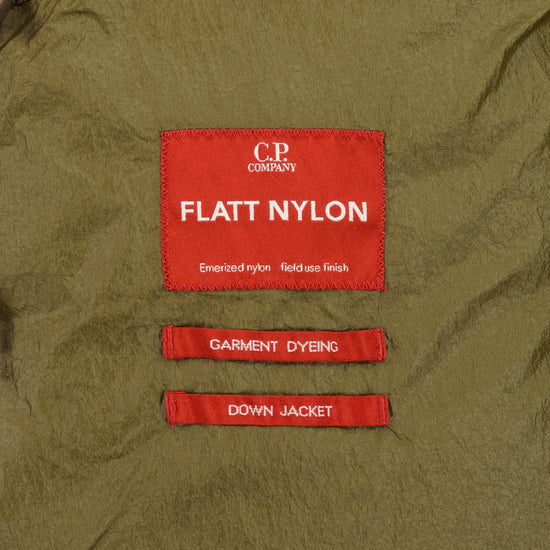 C.P.
COMPANY
FLATT NYLON
Emerized nylon field use finish
GARMENT DYEING
DOWN JACKET